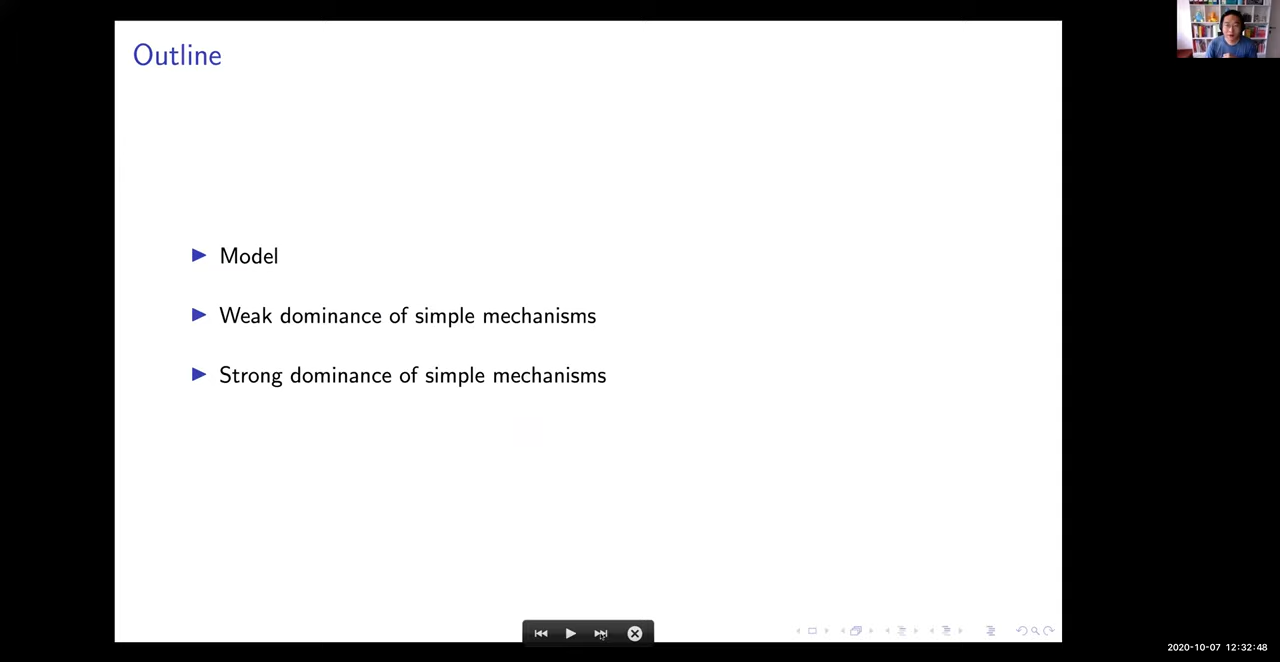 Outline
Model
Weak dominance of simple mechanisms
Strong dominance of simple mechanisms
2020-10-07 12:32:48